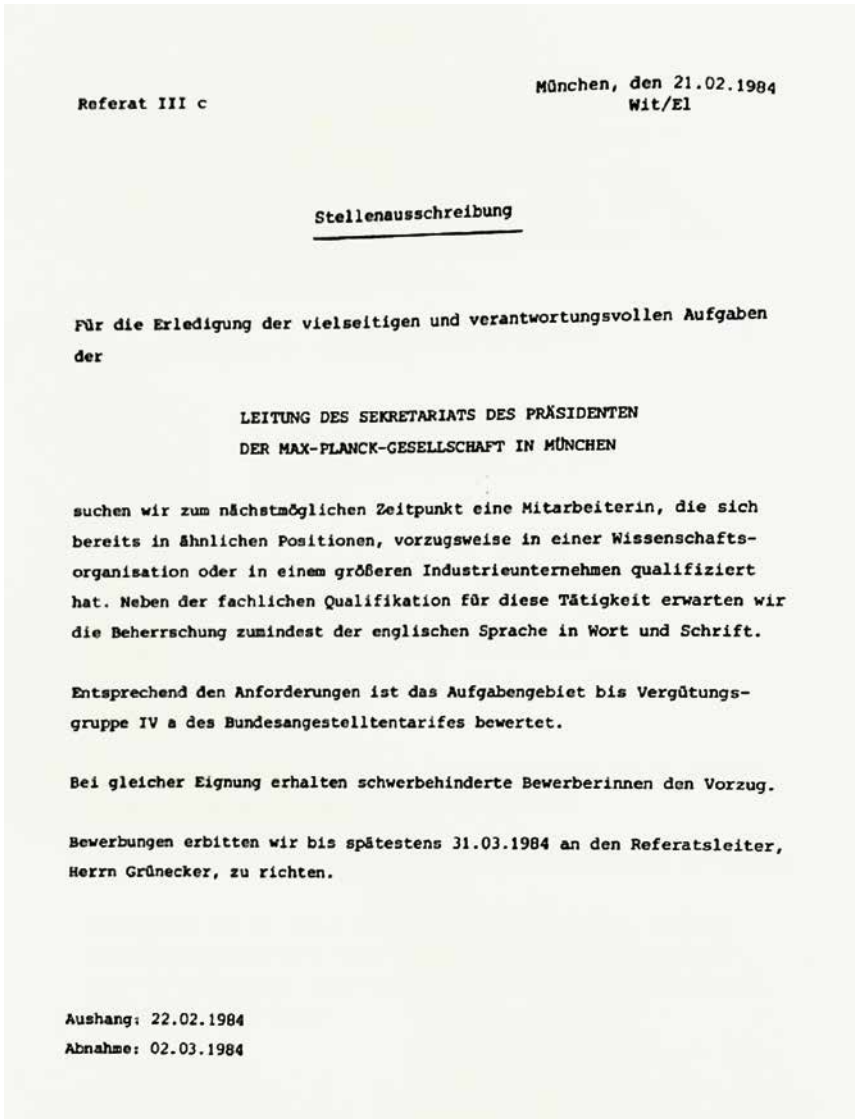 Referat III c
München, den 21.02.1984
Wit/El
Stellenausschreibung
Für die Erledigung der vielseitigen und verantwortungsvollen Aufgaben
der
LEITUNG DES SEKRETARIATS DES PRÄSIDENTEN
DER MAX-PLANCK-GESELLSCHAFT IN MÜNCHEN
suchen wir zum nächstmöglichen Zeitpunkt eine Mitarbeiterin, die sich
bereits in ähnlichen Positionen, vorzugsweise in einer Wissenschafts-
organisation oder in einem größeren Industrieunternehmen qualifiziert
hat. Neben der fachlichen Qualifikation für diese Tätigkeit erwarten wir
die Beherrschung zumindest der englischen Sprache in Wort und Schrift.
Entsprechend den Anforderungen ist das Aufgabengebiet bis Vergütungs-
gruppe IV a des Bundesangestelltentarifes bewertet.
Bei gleicher Eignung erhalten schwerbehinderte Bewerberinnen den Vorzug.
Bewerbungen erbitten wir bis spätestens 31.03.1984 an den Referatsleiter,
Herrn Grünecker, zu richten.
Aushang: 22.02.1984
Abnahme: 02.03.1984